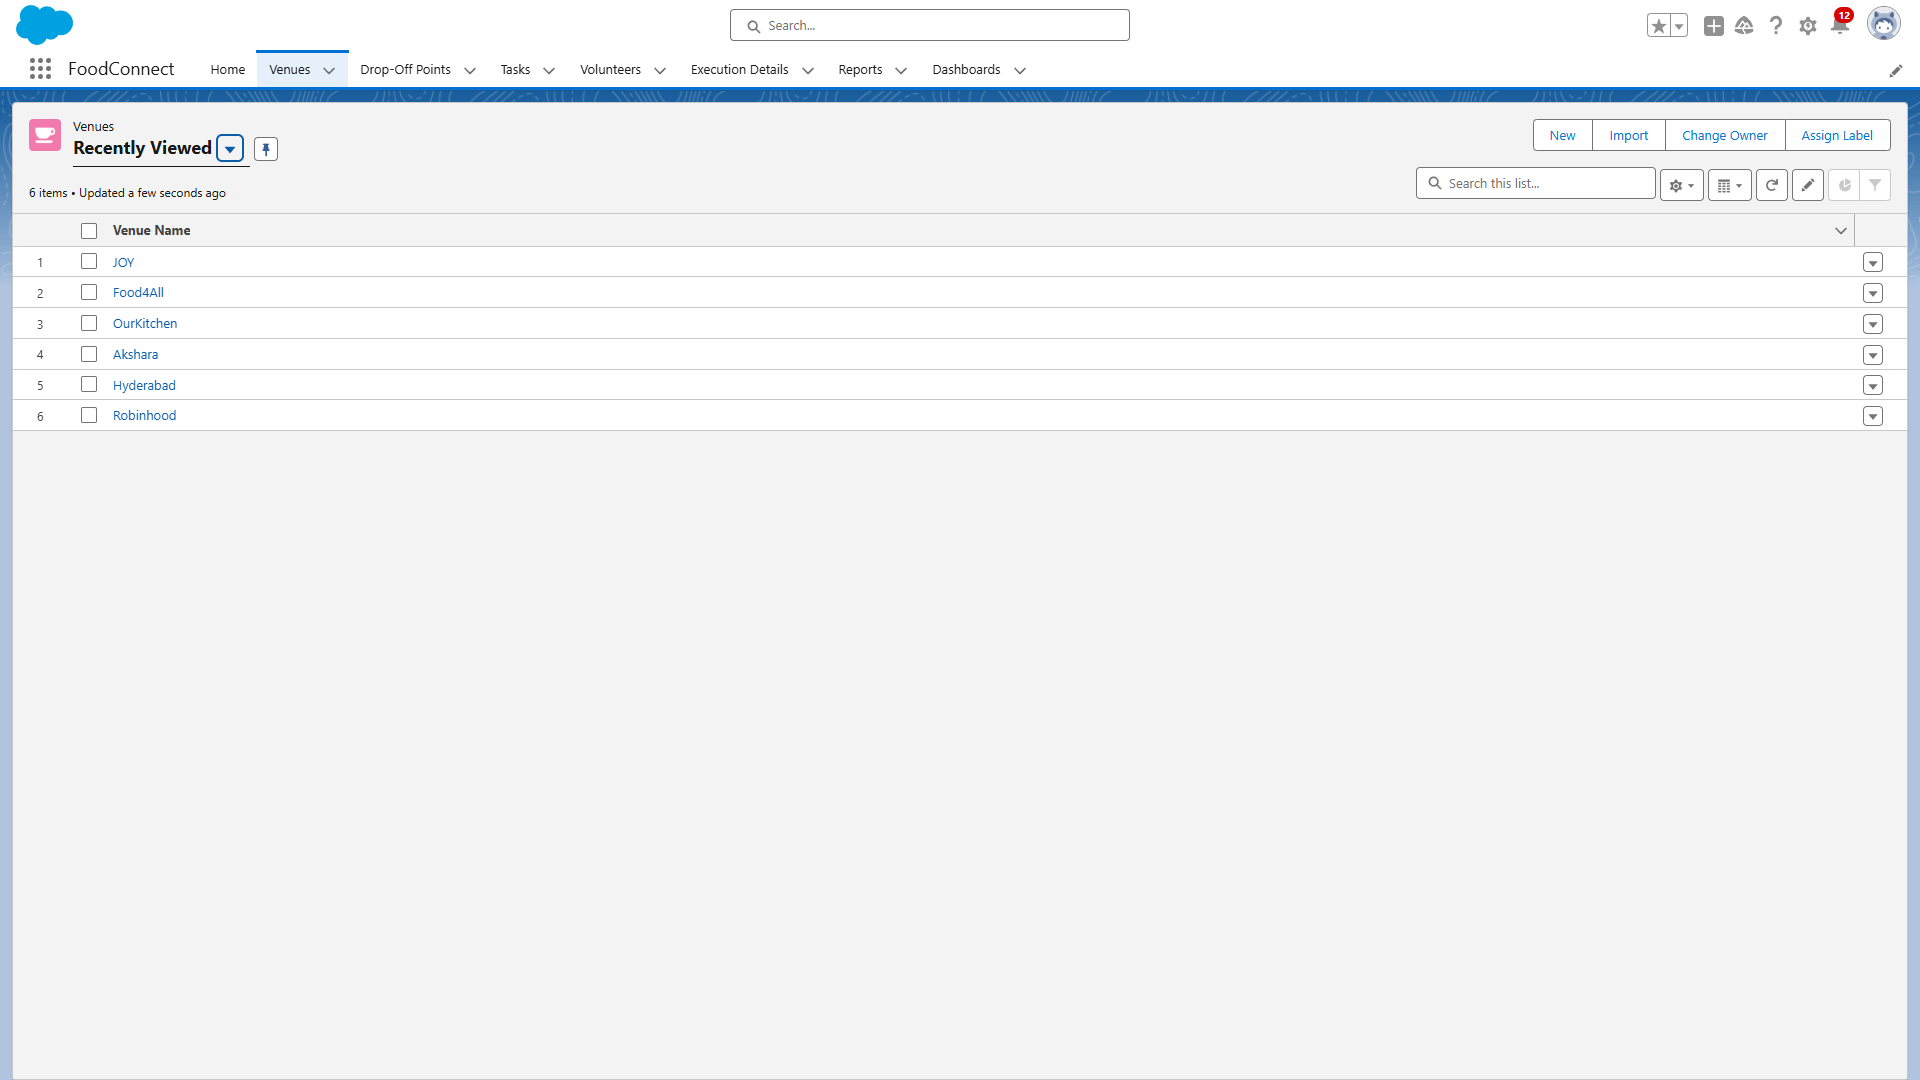 Search...
12
FoodConnect
Home
Venues
Drop-Off Points
Tasks
Volunteers
Execution Details
Reports
Dashboards
Venues
Recently Viewed
New
Import
Change Owner
Assign Label
6 items • Updated a few seconds ago
Search this list...
Venue Name
1 JOY
2 Food4All
3 OurKitchen
4 Akshara
5 Hyderabad
6 Robinhood